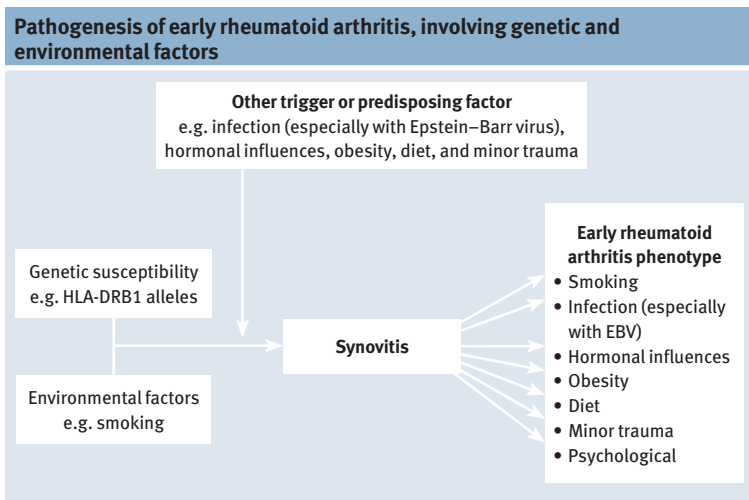 Pathogenesis of early rheumatoid arthritis, involving genetic and
environmental factors
Other trigger or predisposing factor
e.g. infection (especially with Epstein–Barr virus),
hormonal influences, obesity, diet, and minor trauma
Genetic susceptibility
e.g. HLA-DRB1 alleles
Environmental factors
e.g. smoking
Synovitis
Early rheumatoid
arthritis phenotype
• Smoking
• Infection (especially
with EBV)
• Hormonal influences
• Obesity
• Diet
• Minor trauma
• Psychological